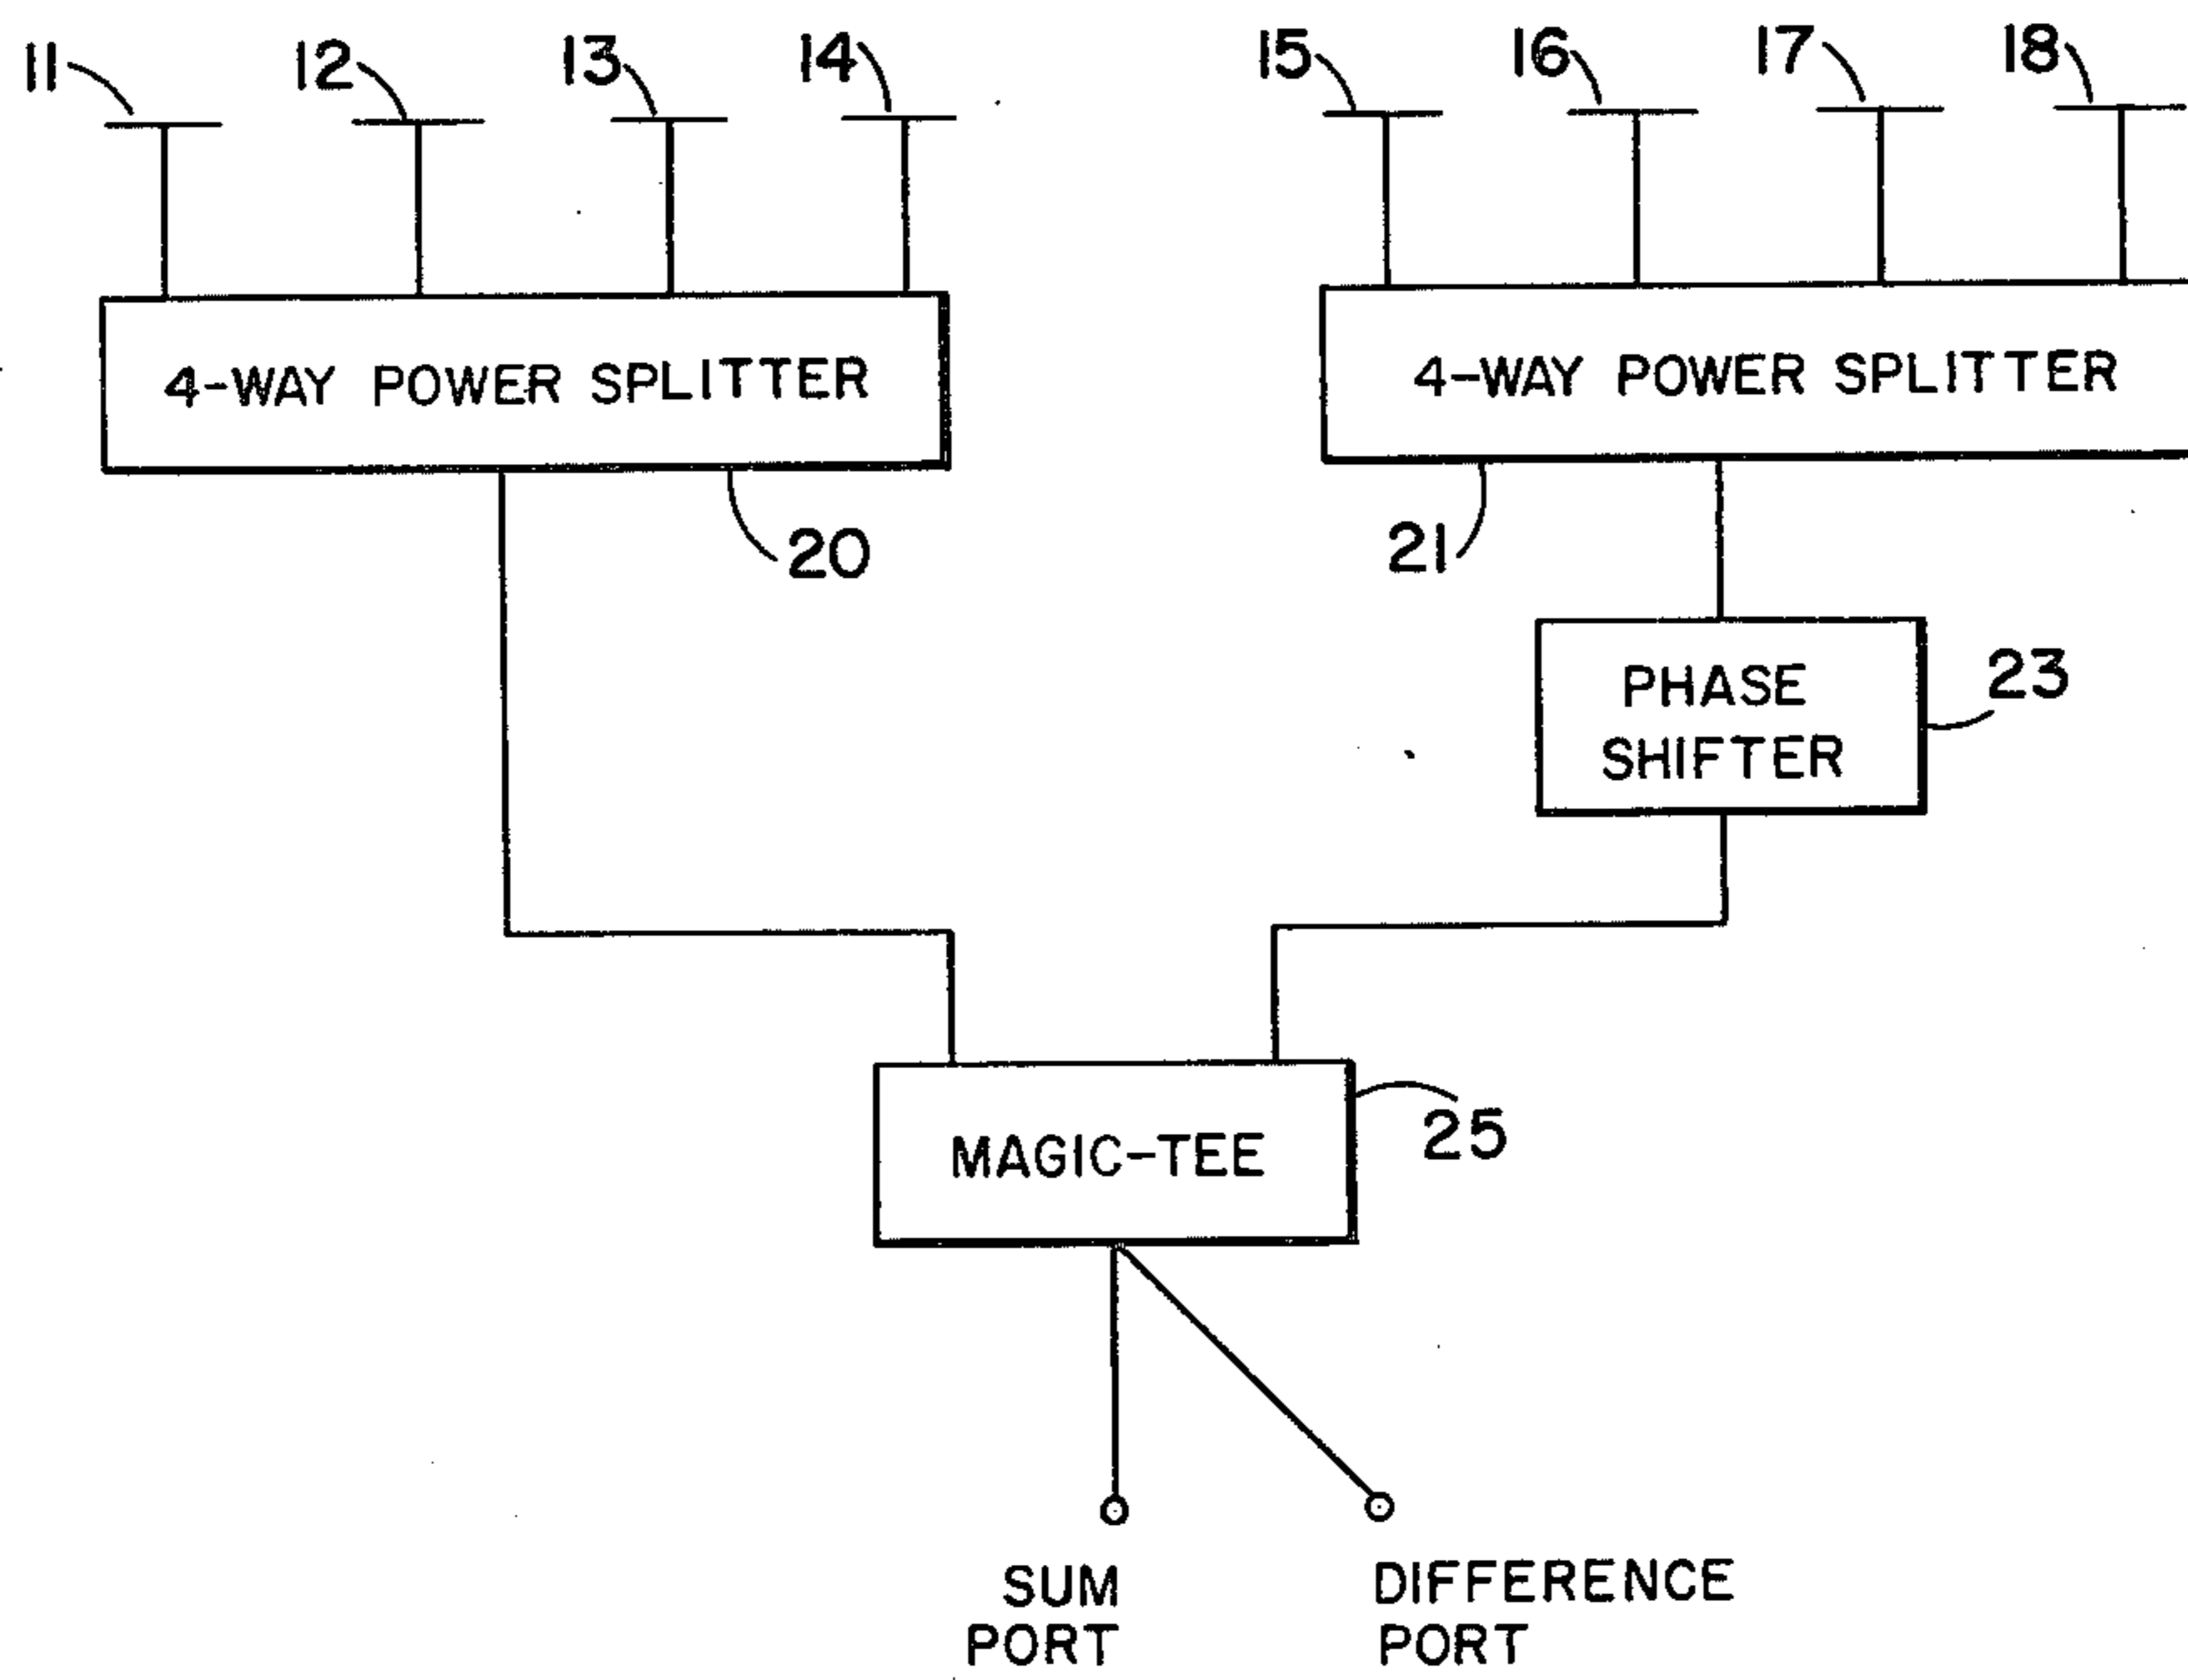 11 12 13 14 15 16 17 18
4-WAY POWER SPLITTER
4-WAY POWER SPLITTER
20
21
PHASE
SHIFTER
23
MAGIC-TEE
25
SUM
PORT
DIFFERENCE
PORT